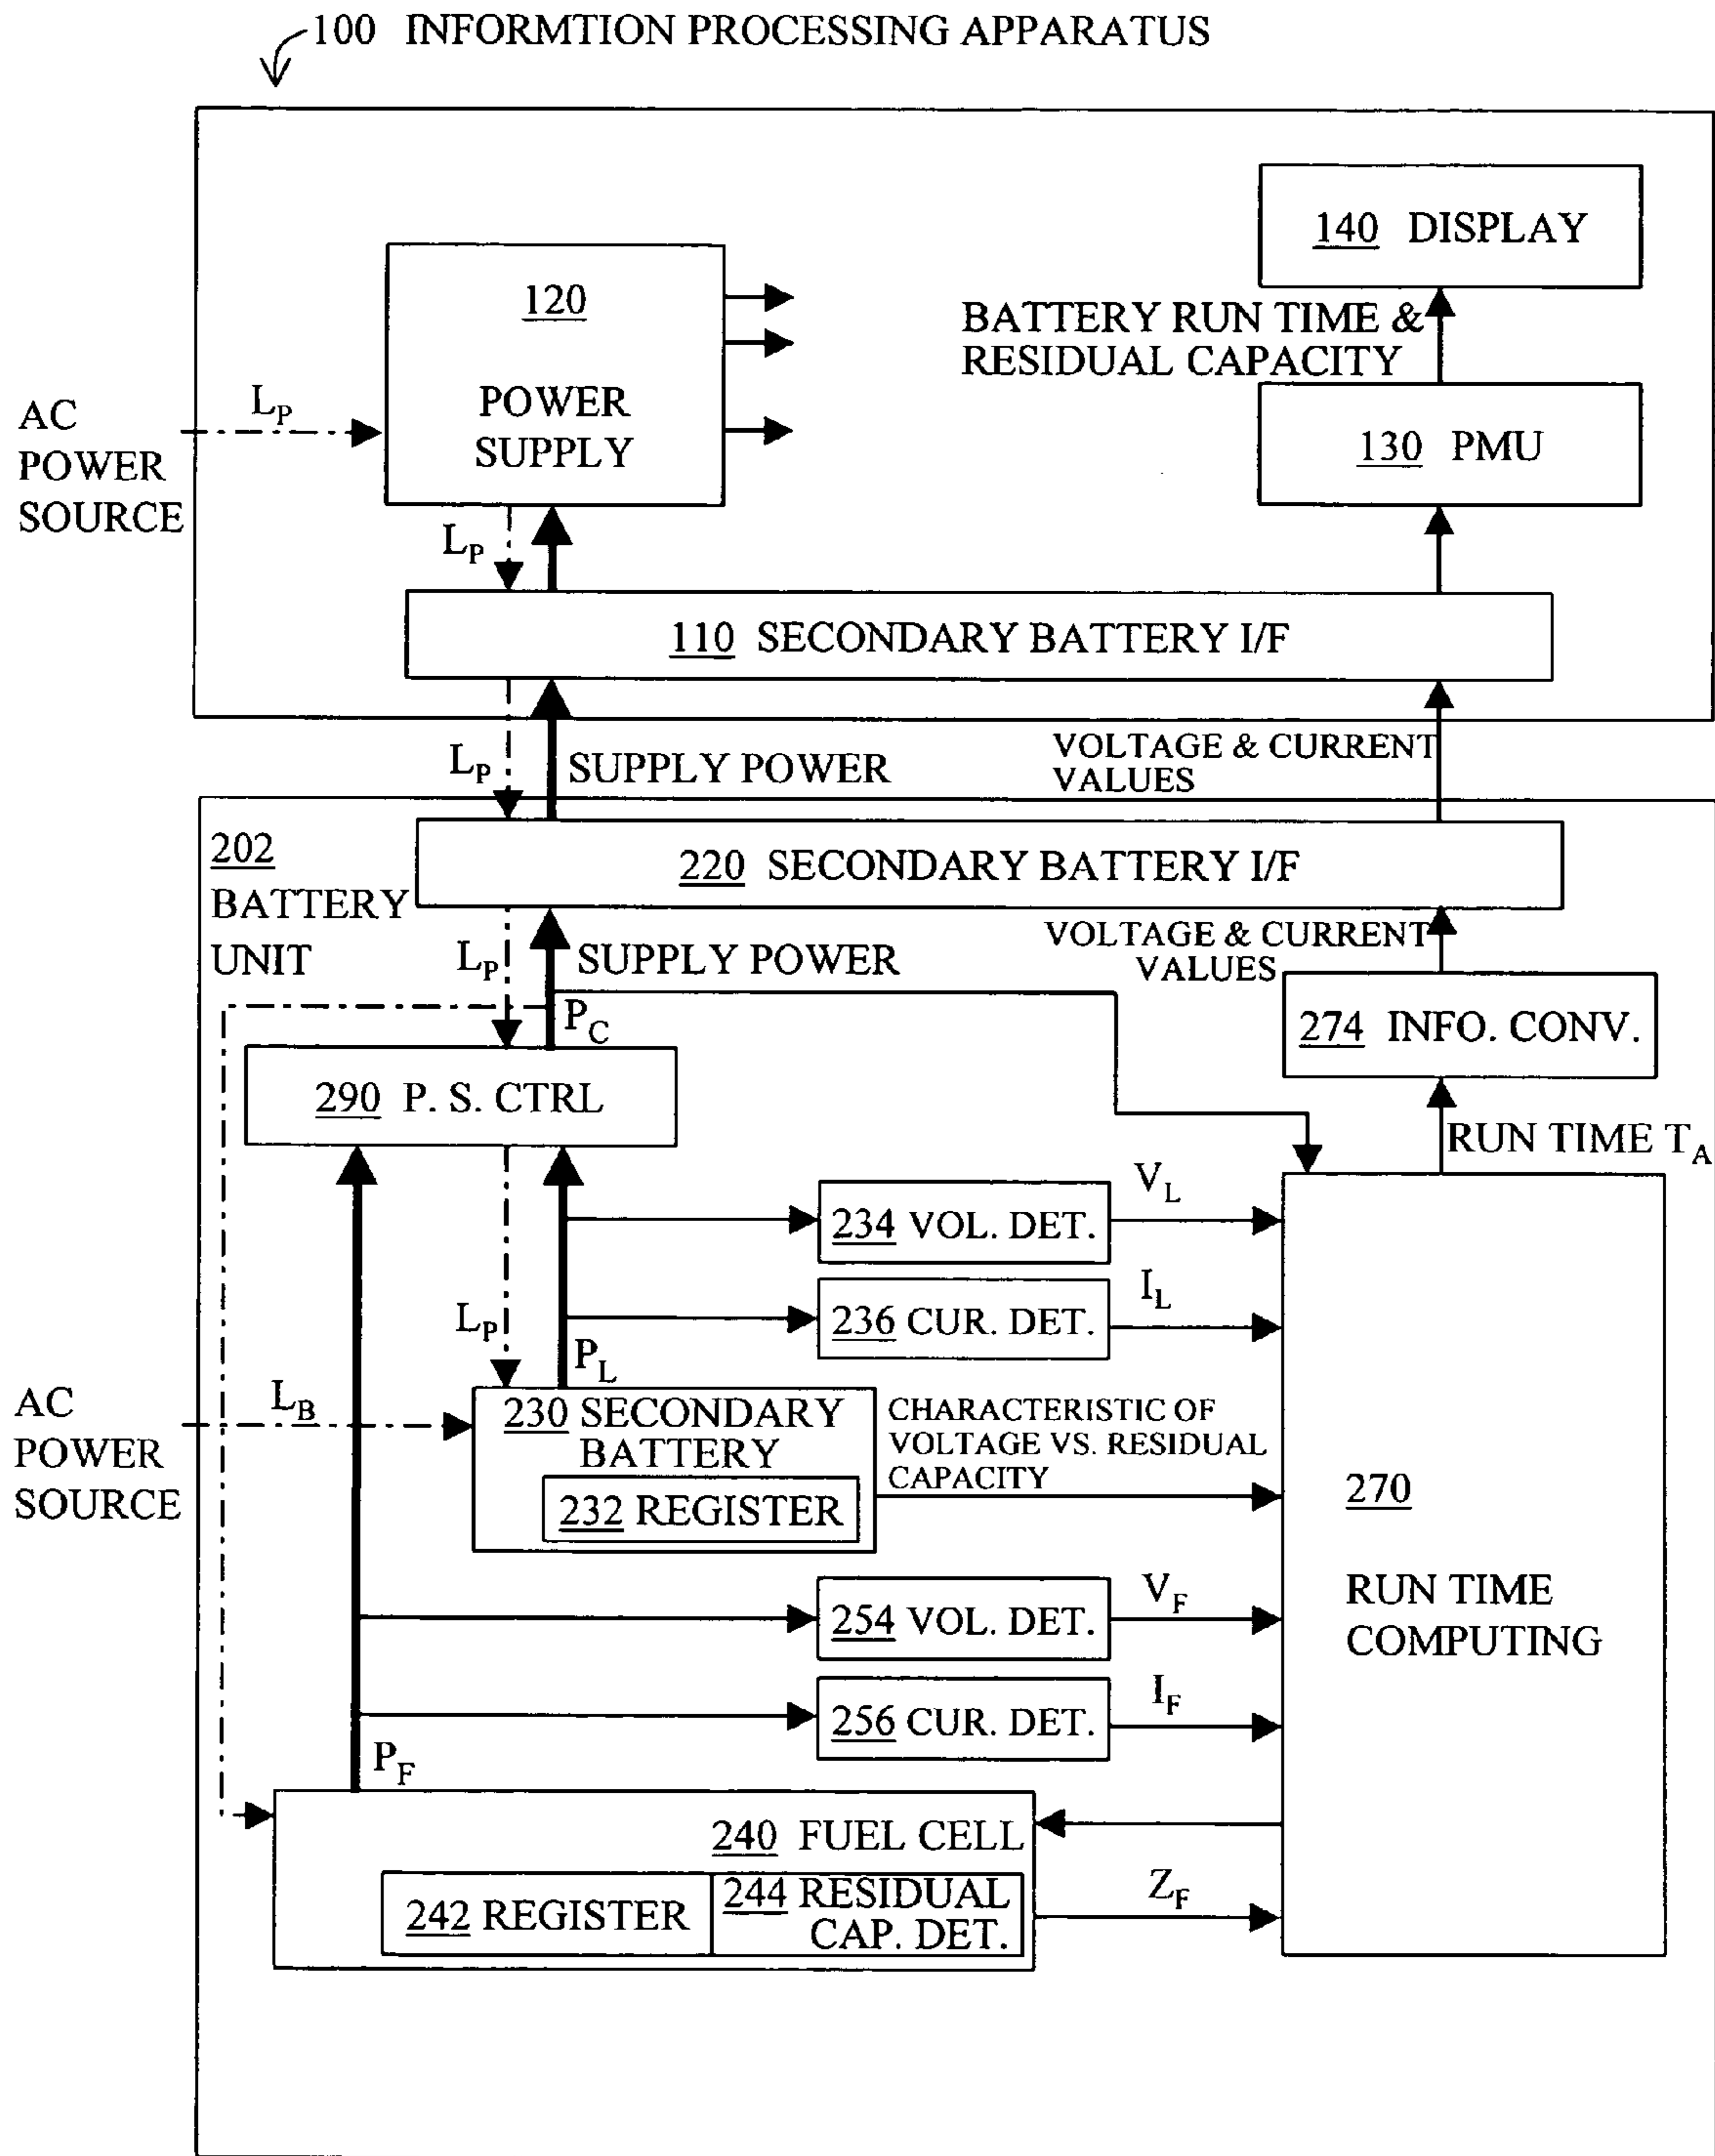 100 INFORMTION PROCESSING APPARATUS
140 DISPLAY
120
POWER
SUPPLY
BATTERY RUN TIME &
RESIDUAL CAPACITY
AC
POWER
SOURCE
LP
130 PMU
LP
110 SECONDARY BATTERY I/F
LP
SUPPLY POWER
VOLTAGE & CURRENT
VALUES
202
BATTERY
UNIT
220 SECONDARY BATTERY I/F
LP
SUPPLY POWER
VOLTAGE & CURRENT
VALUES
PC
274 INFO. CONV.
290 P. S. CTRL
RUN TIME TA
234 VOL. DET.
VL
236 CUR. DET.
IL
LP
PL
AC
POWER
SOURCE
LB
230 SECONDARY
BATTERY
232 REGISTER
CHARACTERISTIC OF
VOLTAGE VS. RESIDUAL
CAPACITY
270
RUN TIME
COMPUTING
254 VOL. DET.
VF
256 CUR. DET.
IF
PF
240 FUEL CELL
242 REGISTER
244 RESIDUAL
CAP. DET.
ZF